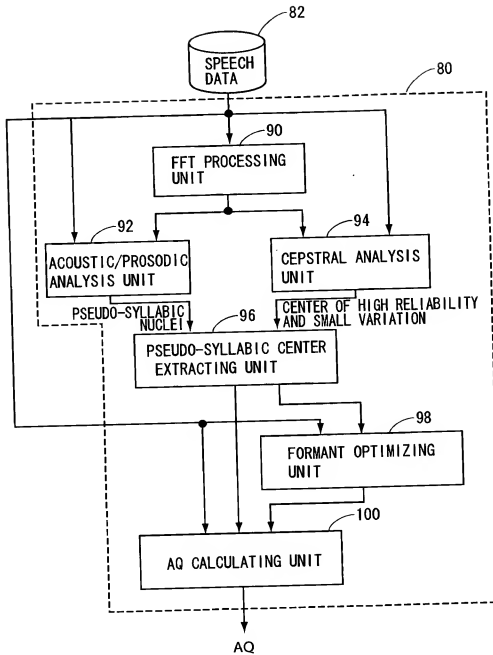 82
SPEECH
DATA
80
90
FFT PROCESSING
UNIT
92
ACOUSTIC/PROSODIC
ANALYSIS UNIT
94
CEPSTRAL ANALYSIS
UNIT
PSEUDO-SYLLABIC
NUCLEI
CENTER OF HIGH RELIABILITY
AND SMALL VARIATION
96
PSEUDO-SYLLABIC CENTER
EXTRACTING UNIT
98
FORMANT OPTIMIZING
UNIT
100
AQ CALCULATING UNIT
AQ